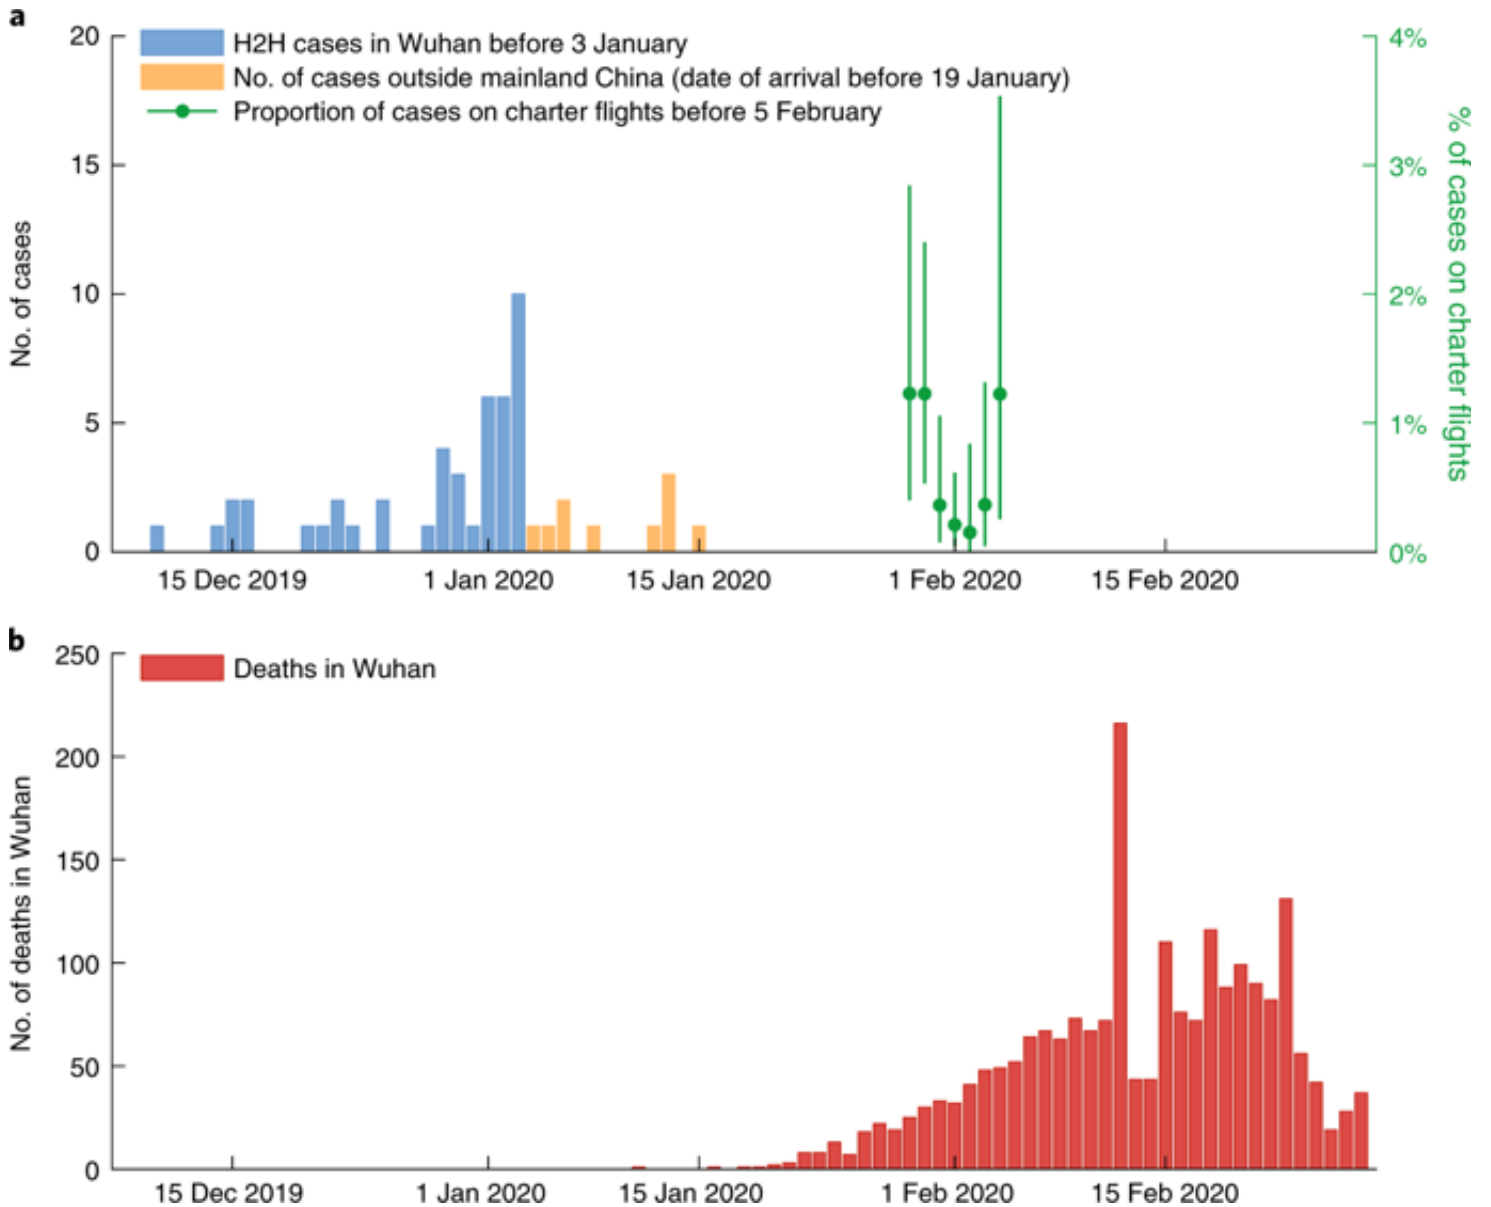 a
H2H cases in Wuhan before 3 January
No. of cases outside mainland China (date of arrival before 19 January)
Proportion of cases on charter flights before 5 February
20
15
10
5
0
No. of cases
4%
3%
2%
1%
0%
% of cases on charter flights
15 Dec 2019
1 Jan 2020
15 Jan 2020
1 Feb 2020
15 Feb 2020
b
Deaths in Wuhan
250
200
150
100
50
0
No. of deaths in Wuhan
15 Dec 2019
1 Jan 2020
15 Jan 2020
1 Feb 2020
15 Feb 2020